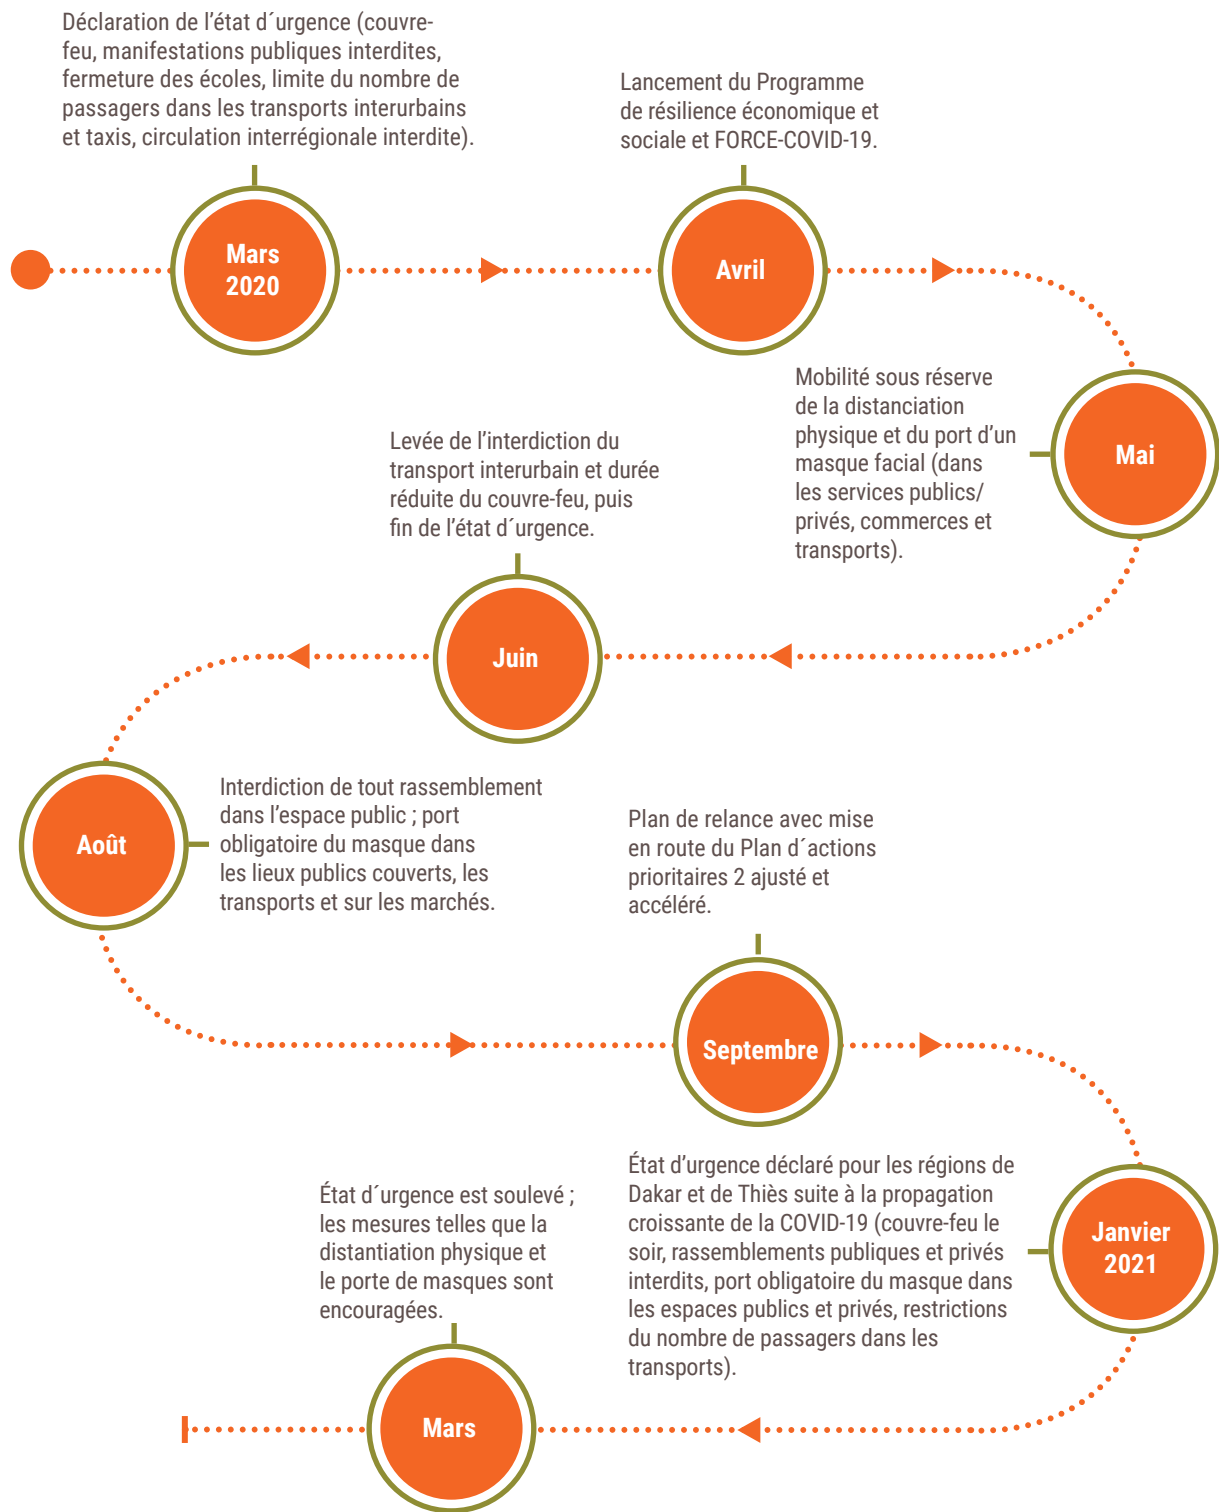 Déclaration de l’état d´urgence (couvre-
feu, manifestations publiques interdites,
fermeture des écoles, limite du nombre de
passagers dans les transports interurbains
et taxis, circulation interrégionale interdite).
Mars
2020
Lancement du Programme
de résilience économique et
sociale et FORCE-COVID-19.
Avril
Mobilité sous réserve
de la distanciation
physique et du port d’un
masque facial (dans
les services publics/
privés, commerces et
transports).
Mai
Levée de l’interdiction du
transport interurbain et durée
réduite du couvre-feu, puis
fin de l’état d´urgence.
Juin
Août
Interdiction de tout rassemblement
dans l’espace public ; port
obligatoire du masque dans
les lieux publics couverts, les
transports et sur les marchés.
Plan de relance avec mise
en route du Plan d´actions
prioritaires 2 ajusté et
accéléré.
Septembre
État d’urgence déclaré pour les régions de
Dakar et de Thiès suite à la propagation
croissante de la COVID-19 (couvre-feu le
soir, rassemblements publiques et privés
interdits, port obligatoire du masque dans
les espaces publics et privés, restrictions
du nombre de passagers dans les
transports).
Janvier
2021
État d´urgence est soulevé ;
les mesures telles que la
distantiation physique et
le porte de masques sont
encouragées.
Mars